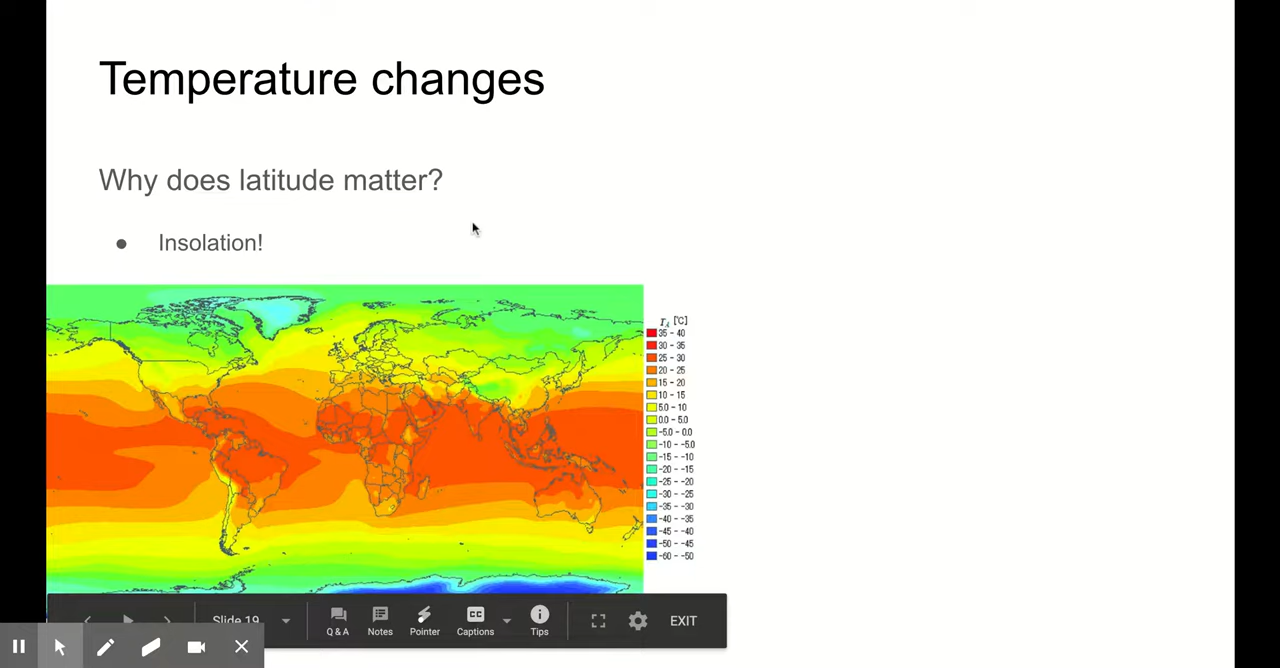 Temperature changes
Why does latitude matter?
● Insolation!
[°C]
35 - 40
30 - 35
25 - 30
20 - 25
15 - 20
10 - 15
5.0 - 10
0.0 - 5.0
-5.0 - 0.0
-10 - -5.0
-15 - -10
-20 - -15
-25 - -20
-30 - -25
-35 - -30
-40 - -35
-45 - -40
-50 - -45
-60 - -50
Slide 19
Q & A
Notes
Pointer
CC
Captions
Tips
EXIT